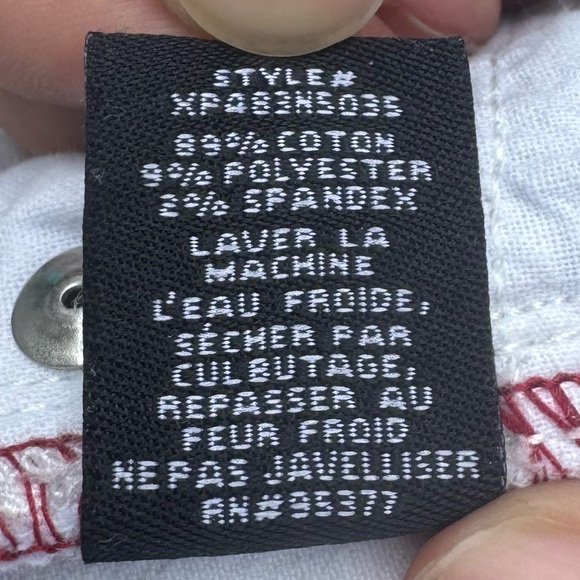 STYLE#
XP483N5035
89% COTON
9% POLYESTER
2% SPANDEX
LAVER LA
MACHINE
L'EAU FROIDE,
SÉCHER PAR
CULBUTAGE,
REPASSER AU
FEUR FROID
NE PAS JAVELLISER
RN#93377